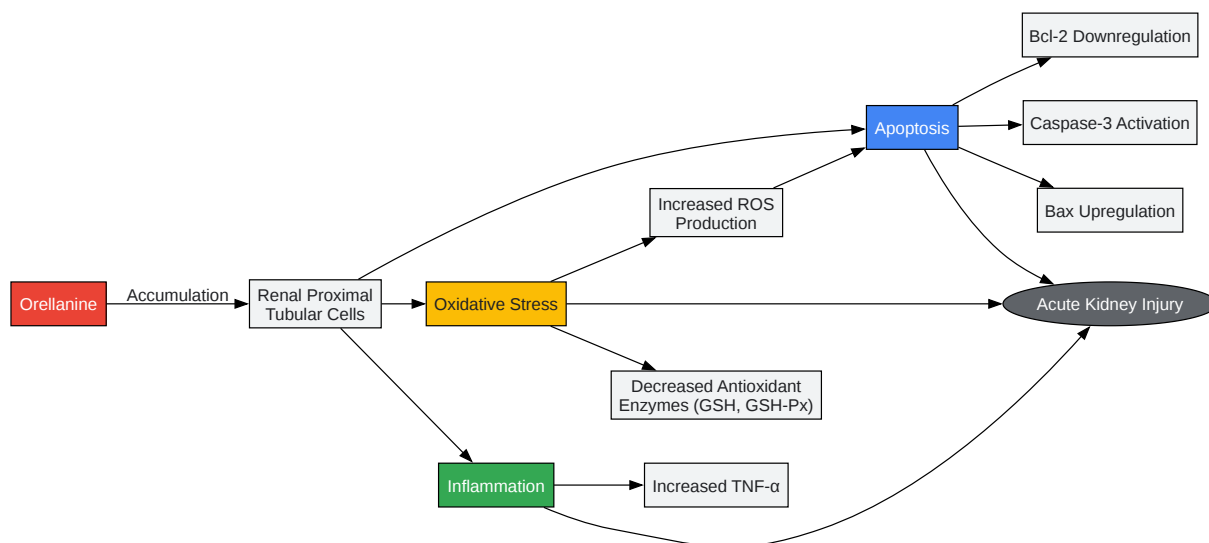 Orellanine
Accumulation
Renal Proximal
Tubular Cells
Oxidative Stress
Inflammation
Increased ROS
Production
Decreased Antioxidant
Enzymes (GSH, GSH-Px)
Increased TNF-α
Apoptosis
Bcl-2 Downregulation
Caspase-3 Activation
Bax Upregulation
Acute Kidney Injury